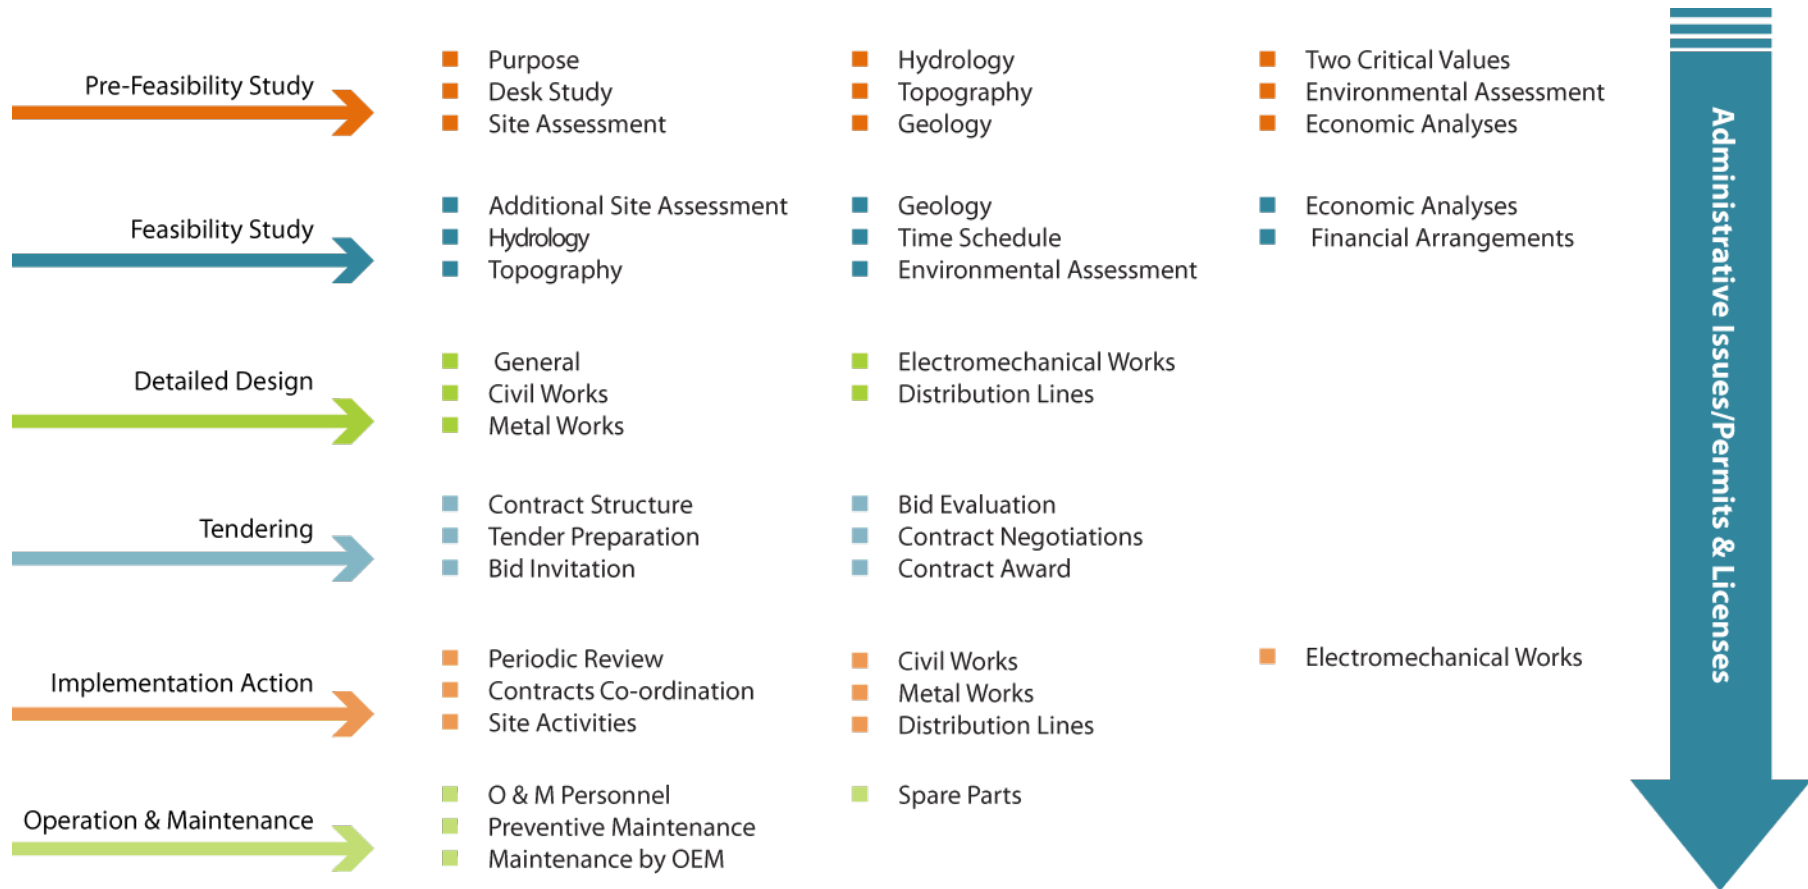 Pre-Feasibility Study
Purpose
Desk Study
Site Assessment
Hydrology
Topography
Geology
Two Critical Values
Environmental Assessment
Economic Analyses
Feasibility Study
Additional Site Assessment
Hydrology
Topography
Geology
Time Schedule
Environmental Assessment
Economic Analyses
Financial Arrangements
Detailed Design
General
Civil Works
Metal Works
Electromechanical Works
Distribution Lines
Tendering
Contract Structure
Tender Preparation
Bid Invitation
Bid Evaluation
Contract Negotiations
Contract Award
Implementation Action
Periodic Review
Contracts Co-ordination
Site Activities
Civil Works
Metal Works
Distribution Lines
Electromechanical Works
Operation & Maintenance
O & M Personnel
Preventive Maintenance
Maintenance by OEM
Spare Parts
Administrative Issues/Permits & Licenses